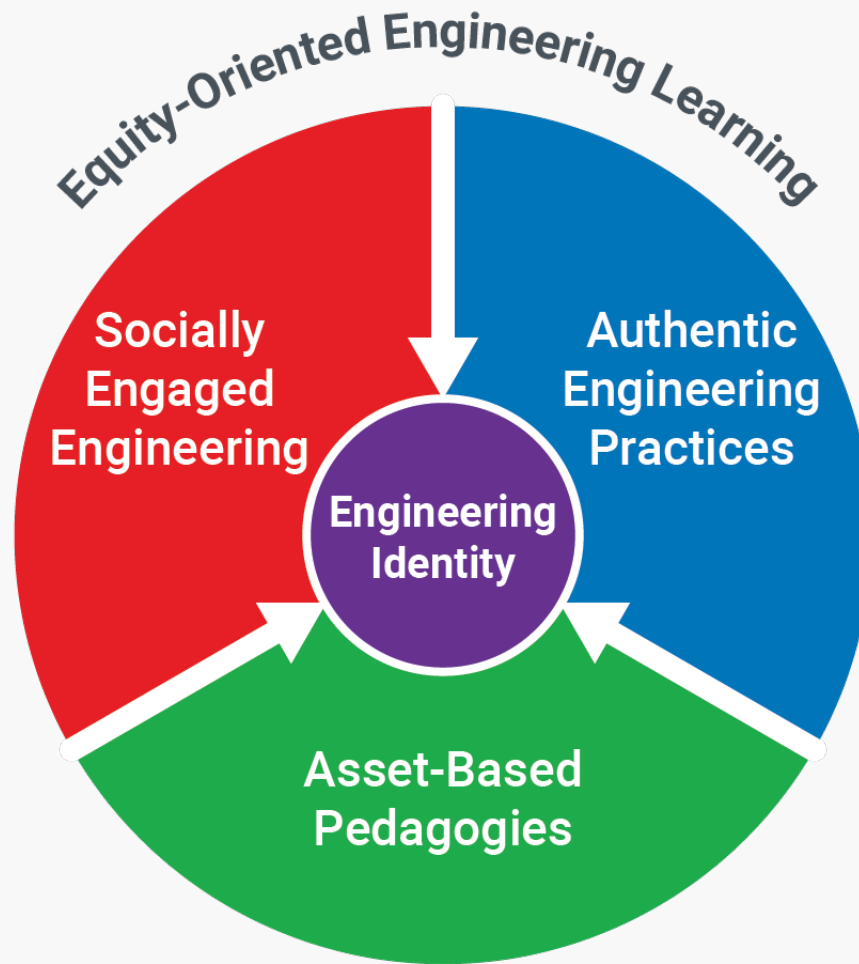 Equity-Oriented Engineering Learning
Socially
Engaged
Engineering
Authentic
Engineering
Practices
Engineering
Identity
Asset-Based
Pedagogies